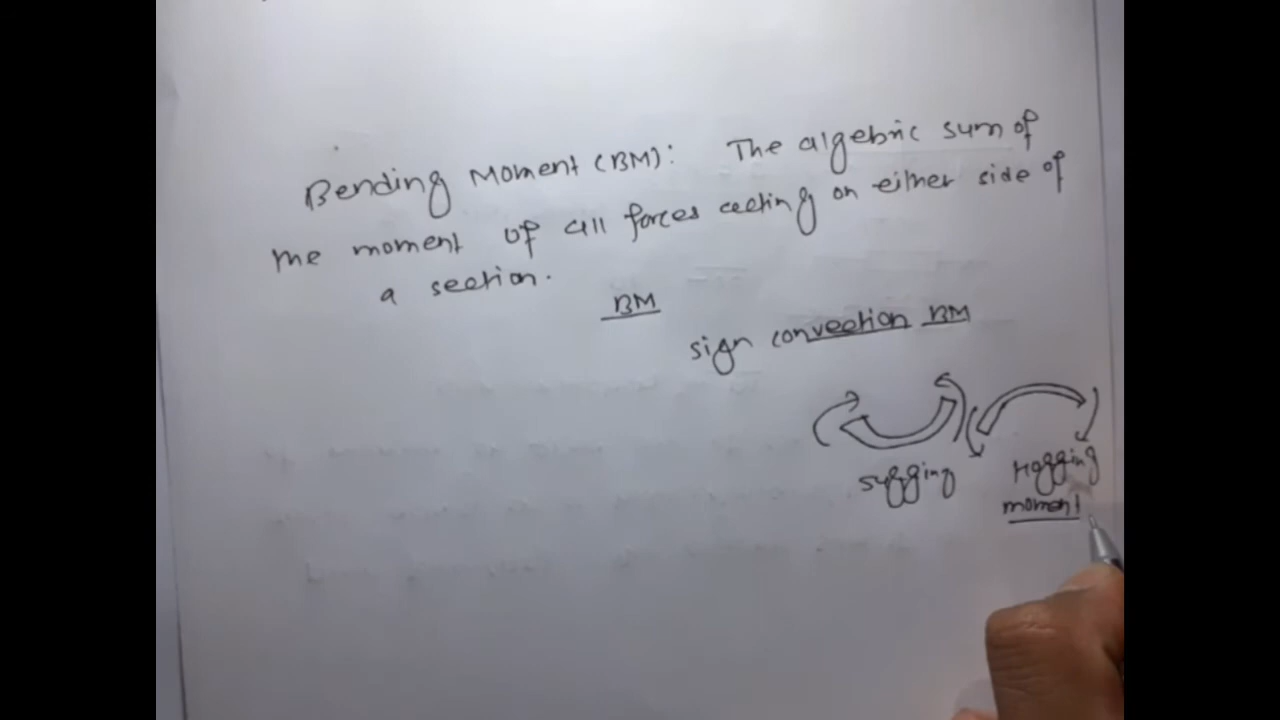 Bending Moment (BM): The algebric sum of
the moment of all forces acting on either side of
a section.
BM
sign convection BM
sugging
Hogging
moment